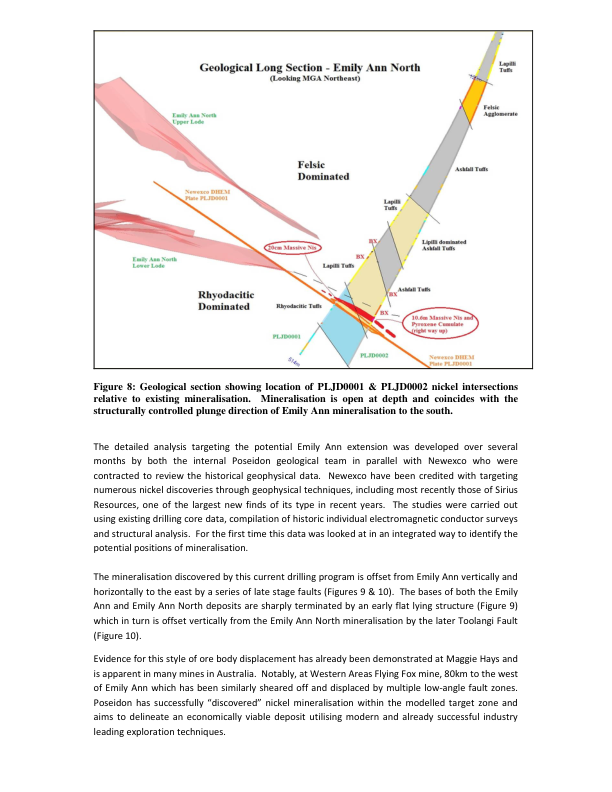 Geological Long Section - Emily Ann North
(Looking MGA Northeast)
Lapilli
Tuffs
Felsic
Agglomerate
Emily Ann North
Upper Lode
Felsic
Dominated
Ashfall Tuffs
Newexco DHEM
Plate PLJD0001
Lapilli
Tuffs
20cm Massive Nis
BX
Lipilli dominated
Ashfall Tuffs
Emily Ann North
Lower Lode
Lapilli Tuffs
Ashfall Tuffs
BX
Rhyodacitic
Dominated
Rhyodacitic Tuffs
BX
10.6m Massive Nis and
Pyroxene Cumulate
(right way up)
PLJD0001
PLJD0002
Newexco DHEM
Plate PLJD0001
Figure 8: Geological section showing location of PLJD0001 & PLJD0002 nickel intersections
relative to existing mineralisation. Mineralisation is open at depth and coincides with the
structurally controlled plunge direction of Emily Ann mineralisation to the south.
The detailed analysis targeting the potential Emily Ann extension was developed over several
months by both the internal Poseidon geological team in parallel with Newexco who were
contracted to review the historical geophysical data. Newexco have been credited with targeting
numerous nickel discoveries through geophysical techniques, including most recently those of Sirius
Resources, one of the largest new finds of its type in recent years. The studies were carried out
using existing drilling core data, compilation of historic individual electromagnetic conductor surveys
and structural analysis. For the first time this data was looked at in an integrated way to identify the
potential positions of mineralisation.
The mineralisation discovered by this current drilling program is offset from Emily Ann vertically and
horizontally to the east by a series of late stage faults (Figures 9 & 10). The bases of both the Emily
Ann and Emily Ann North deposits are sharply terminated by an early flat lying structure (Figure 9)
which in turn is offset vertically from the Emily Ann North mineralisation by the later Toolangi Fault
(Figure 10).
Evidence for this style of ore body displacement has already been demonstrated at Maggie Hays and
is apparent in many mines in Australia. Notably, at Western Areas Flying Fox mine, 80km to the west
of Emily Ann which has been similarly sheared off and displaced by multiple low-angle fault zones.
Poseidon has successfully “discovered” nickel mineralisation within the modelled target zone and
aims to delineate an economically viable deposit utilising modern and already successful industry
leading exploration techniques.